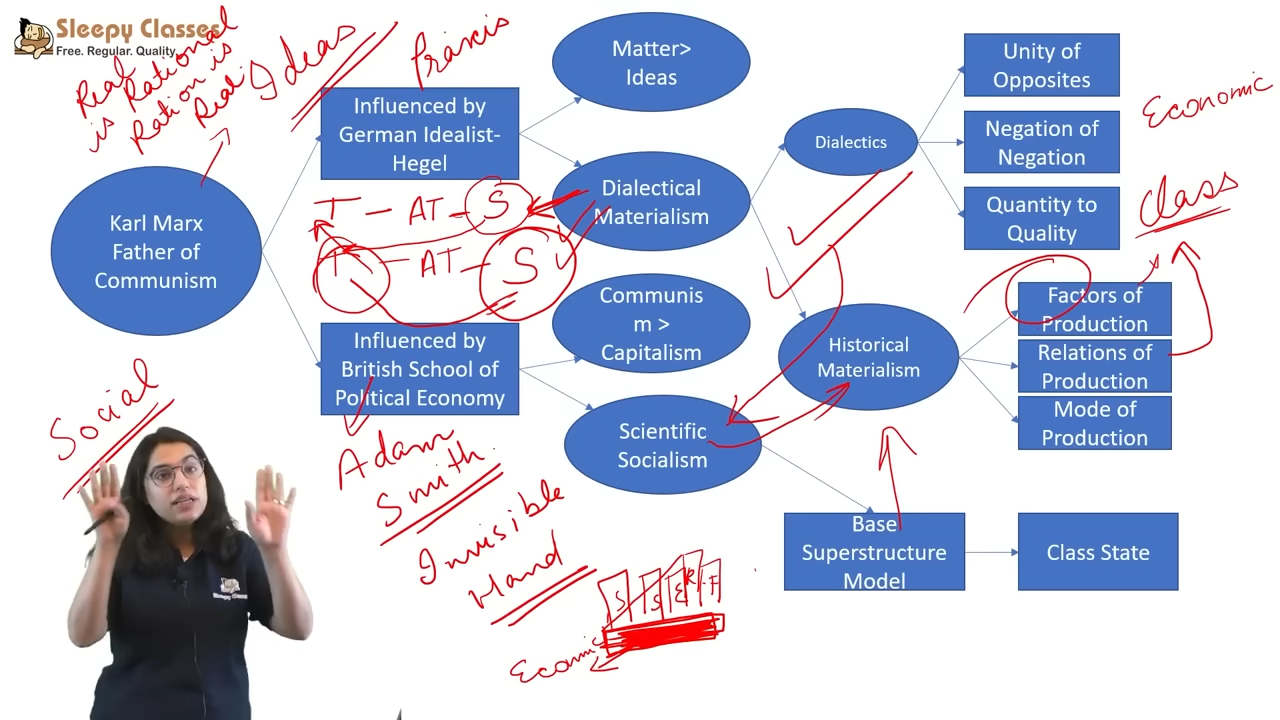 Sleepy Classes
Free. Regular. Quality.
Real
is Rational
Ration is
Real
Ideas
Karl Marx
Father of
Communism
Influenced by
German Idealist-
Hegel
T — AT — S
T — AT — S
Influenced by
British School of
Political Economy
Adam
Smith
Invisible
Hand
Social
Matter>
Ideas
Dialectical
Materialism
Communis
m >
Capitalism
Scientific
Socialism
Dialectics
Historical
Materialism
Base
Superstructure
Model
Class State
Unity of
Opposites
Negation of
Negation
Quantity to
Quality
Factors of
Production
Relations of
Production
Mode of
Production
Economic
Class
S S E R F
Ecomic
Sleepy Classes